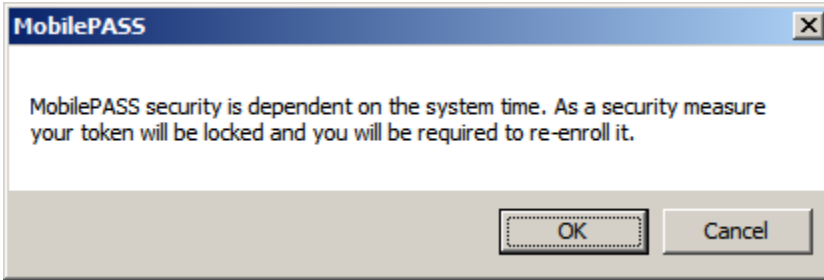 MobilePASS
MobilePASS security is dependent on the system time. As a security measure
your token will be locked and you will be required to re-enroll it.
OK
Cancel